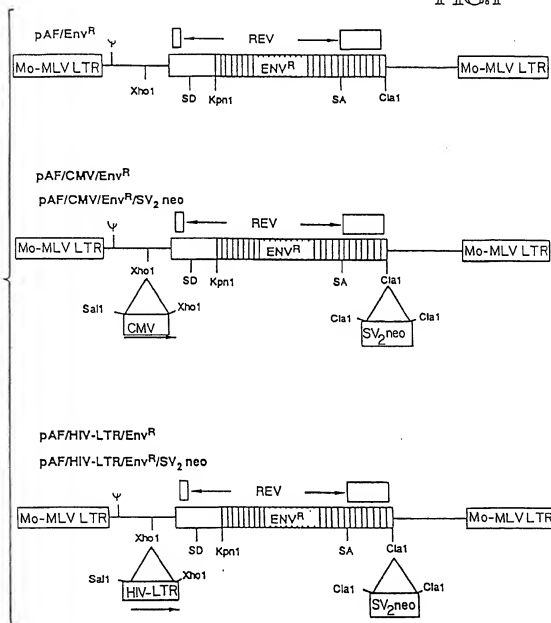 FIG.1
pAF/Env^R
Ψ REV
Mo-MLV LTR ENV^R Mo-MLV LTR
Xho1 SD Kpn1 SA Cla1
pAF/CMV/Env^R
pAF/CMV/Env^R/SV₂ neo
Ψ REV
Mo-MLV LTR ENV^R Mo-MLV LTR
Xho1 SD Kpn1 SA Cla1
Sal1 Xho1 Cla1 Cla1
CMV SV₂neo
pAF/HIV-LTR/Env^R
pAF/HIV-LTR/Env^R/SV₂ neo
Ψ REV
Mo-MLV LTR ENV^R Mo-MLV LTR
Xho1 SD Kpn1 SA Cla1
Sal1 Xho1 Cla1 Cla1
HIV-LTR SV₂neo